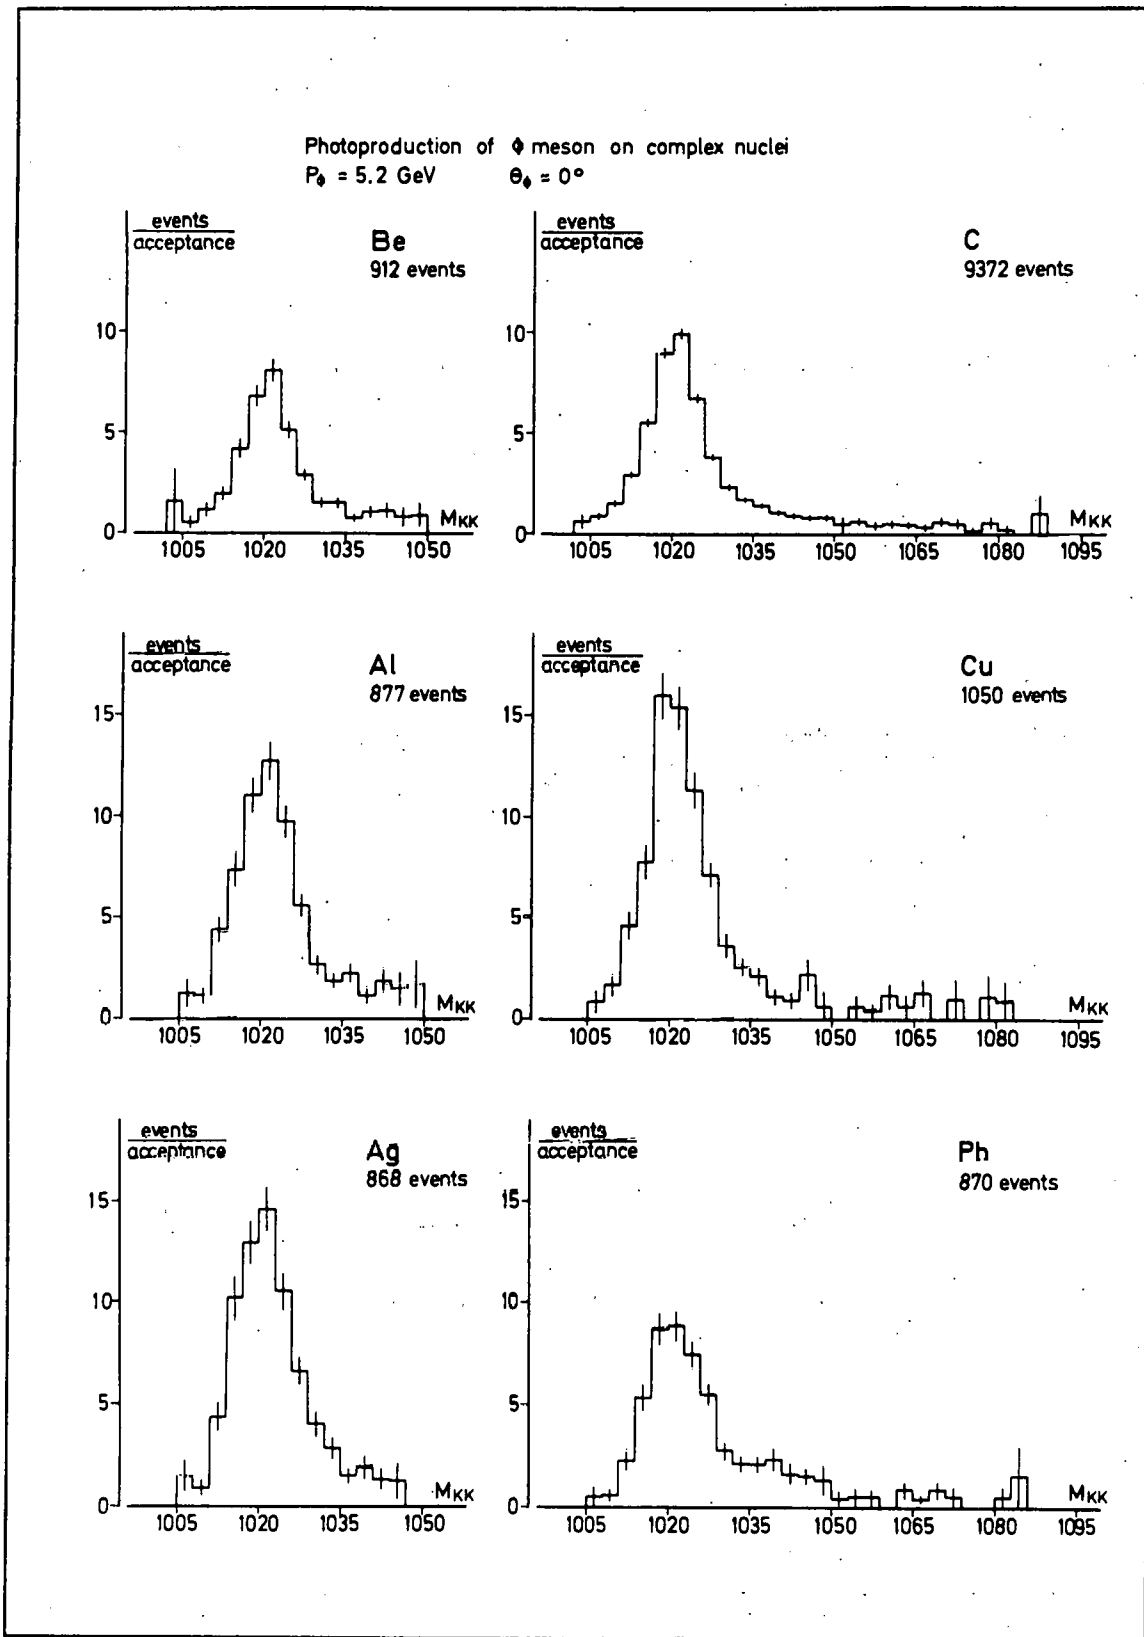 Photoproduction of ϕ meson on complex nuclei
Pϕ = 5.2 GeV θϕ = 0°
events
acceptance
Be
912 events
10
5
0
1005 1020 1035 1050
MKK
events
acceptance
C
9372 events
10
5
0
1005 1020 1035 1050 1065 1080 1095
MKK
events
acceptance
Al
877 events
15
10
5
0
1005 1020 1035 1050
MKK
events
acceptance
Cu
1050 events
15
10
5
0
1005 1020 1035 1050 1065 1080 1095
MKK
events
acceptance
Ag
868 events
15
10
5
0
1005 1020 1035 1050
MKK
events
acceptance
Ph
870 events
15
10
5
0
1005 1020 1035 1050 1065 1080 1095
MKK